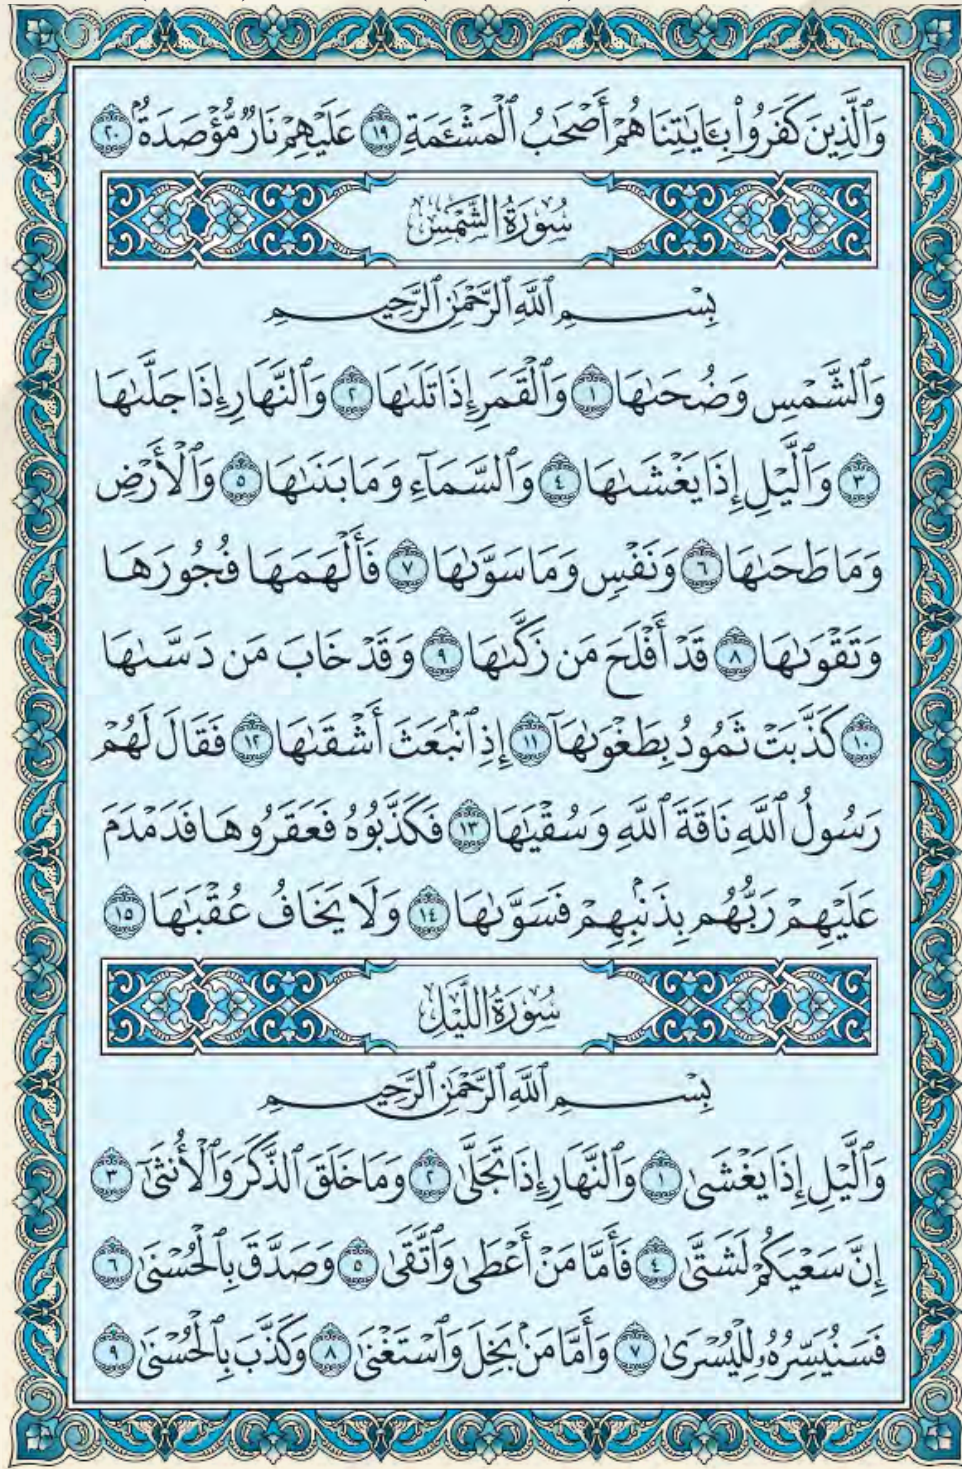 وَٱلَّذِينَ كَفَرُوا۟ بِـَٔايَـٰتِنَا هُمْ أَصْحَـٰبُ ٱلْمَشْـَٔمَةِ ١٩ عَلَيْهِمْ نَارٌ مُّؤْصَدَةٌۢ ٢٠
سُورَةُ الشَّمْسِ
بِسْمِ ٱللَّهِ ٱلرَّحْمَـٰنِ ٱلرَّحِيمِ
وَٱلشَّمْسِ وَضُحَىٰهَا ١ وَٱلْقَمَرِ إِذَا تَلَىٰهَا ٢ وَٱلنَّهَارِ إِذَا جَلَّىٰهَا
٣ وَٱلَّيْلِ إِذَا يَغْشَىٰهَا ٤ وَٱلسَّمَآءِ وَمَا بَنَىٰهَا ٥ وَٱلْأَرْضِ
وَمَا طَحَىٰهَا ٦ وَنَفْسٍ وَمَا سَوَّىٰهَا ٧ فَأَلْهَمَهَا فُجُورَهَا
وَتَقْوَىٰهَا ٨ قَدْ أَفْلَحَ مَن زَكَّىٰهَا ٩ وَقَدْ خَابَ مَن دَسَّىٰهَا
١٠ كَذَّبَتْ ثَمُودُ بِطَغْوَىٰهَآ ١١ إِذِ ٱنۢبَعَثَ أَشْقَىٰهَا ١٢ فَقَالَ لَهُمْ
رَسُولُ ٱللَّهِ نَاقَةَ ٱللَّهِ وَسُقْيَـٰهَا ١٣ فَكَذَّبُوهُ فَعَقَرُوهَا فَدَمْدَمَ
عَلَيْهِمْ رَبُّهُم بِذَنۢبِهِمْ فَسَوَّىٰهَا ١٤ وَلَا يَخَافُ عُقْبَـٰهَا ١٥
سُورَةُ اللَّيْلِ
بِسْمِ ٱللَّهِ ٱلرَّحْمَـٰنِ ٱلرَّحِيمِ
وَٱلَّيْلِ إِذَا يَغْشَىٰ ١ وَٱلنَّهَارِ إِذَا تَجَلَّىٰ ٢ وَمَا خَلَقَ ٱلذَّكَرَ وَٱلْأُنثَىٰٓ ٣
إِنَّ سَعْيَكُمْ لَشَتَّىٰ ٤ فَأَمَّا مَنْ أَعْطَىٰ وَٱتَّقَىٰ ٥ وَصَدَّقَ بِٱلْحُسْنَىٰ ٦
فَسَنُيَسِّرُهُۥ لِلْيُسْرَىٰ ٧ وَأَمَّا مَنۢ بَخِلَ وَٱسْتَغْنَىٰ ٨ وَكَذَّبَ بِٱلْحُسْنَىٰ ٩